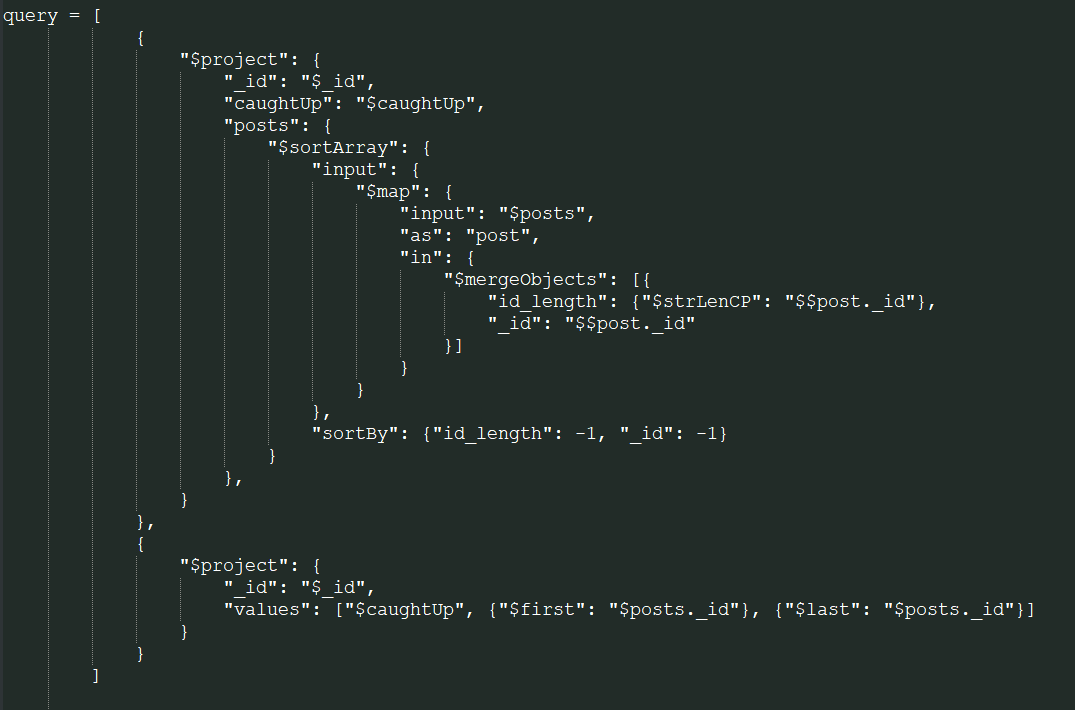 query = [
{
"$project": {
"_id": "$_id",
"caughtUp": "$caughtUp",
"posts": {
"$sortArray": {
"input": {
"$map": {
"input": "$posts",
"as": "post",
"in": {
"$mergeObjects": [{
"id_length": {"$strLenCP": "$$post._id"},
"_id": "$$post._id"
}]
}
}
},
"sortBy": {"id_length": -1, "_id": -1}
}
},
}
},
{
"$project": {
"_id": "$_id",
"values": ["$caughtUp", {"$first": "$posts._id"}, {"$last": "$posts._id"}]
}
}
]